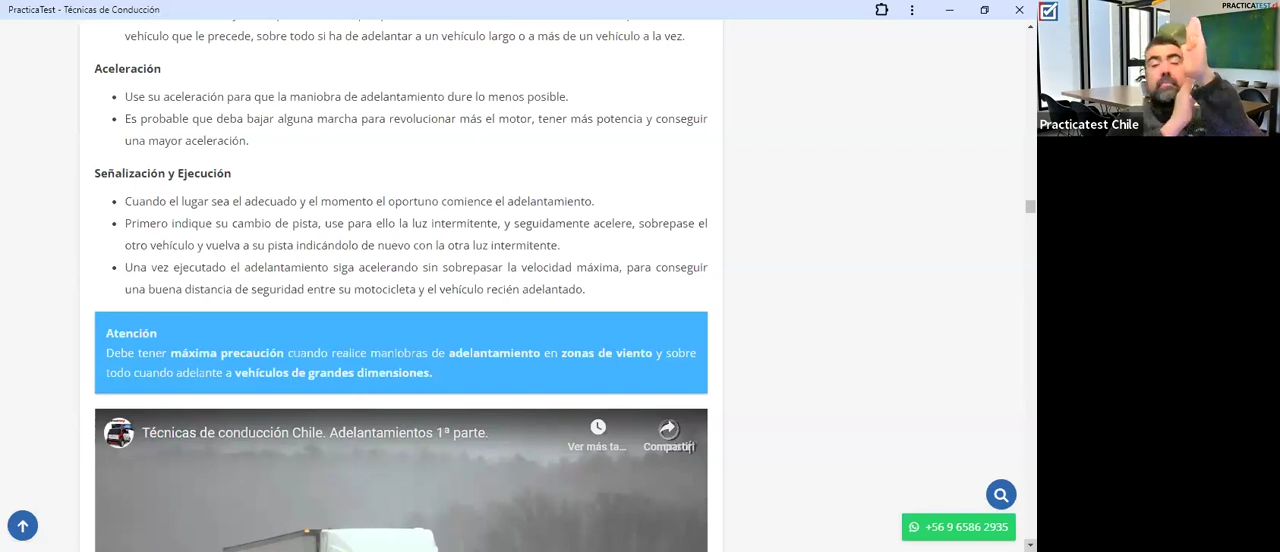 PracticaTest - Técnicas de Conducción
vehículo que le precede, sobre todo si ha de adelantar a un vehículo largo o a más de un vehículo a la vez.
Aceleración
• Use su aceleración para que la maniobra de adelantamiento dure lo menos posible.
• Es probable que deba bajar alguna marcha para revolucionar más el motor, tener más potencia y conseguir
una mayor aceleración.
Señalización y Ejecución
• Cuando el lugar sea el adecuado y el momento el oportuno comience el adelantamiento.
• Primero indique su cambio de pista, use para ello la luz intermitente, y seguidamente acelere, sobrepase el
otro vehículo y vuelva a su pista indicándolo de nuevo con la otra luz intermitente.
• Una vez ejecutado el adelantamiento siga acelerando sin sobrepasar la velocidad máxima, para conseguir
una buena distancia de seguridad entre su motocicleta y el vehículo recién adelantado.
Atención
Debe tener máxima precaución cuando realice maniobras de adelantamiento en zonas de viento y sobre
todo cuando adelante a vehículos de grandes dimensiones.
Técnicas de conducción Chile. Adelantamientos 1ª parte.
Ver más ta...
Compartir
+56 9 6586 2935
PRACTICATEST
Practicatest Chile